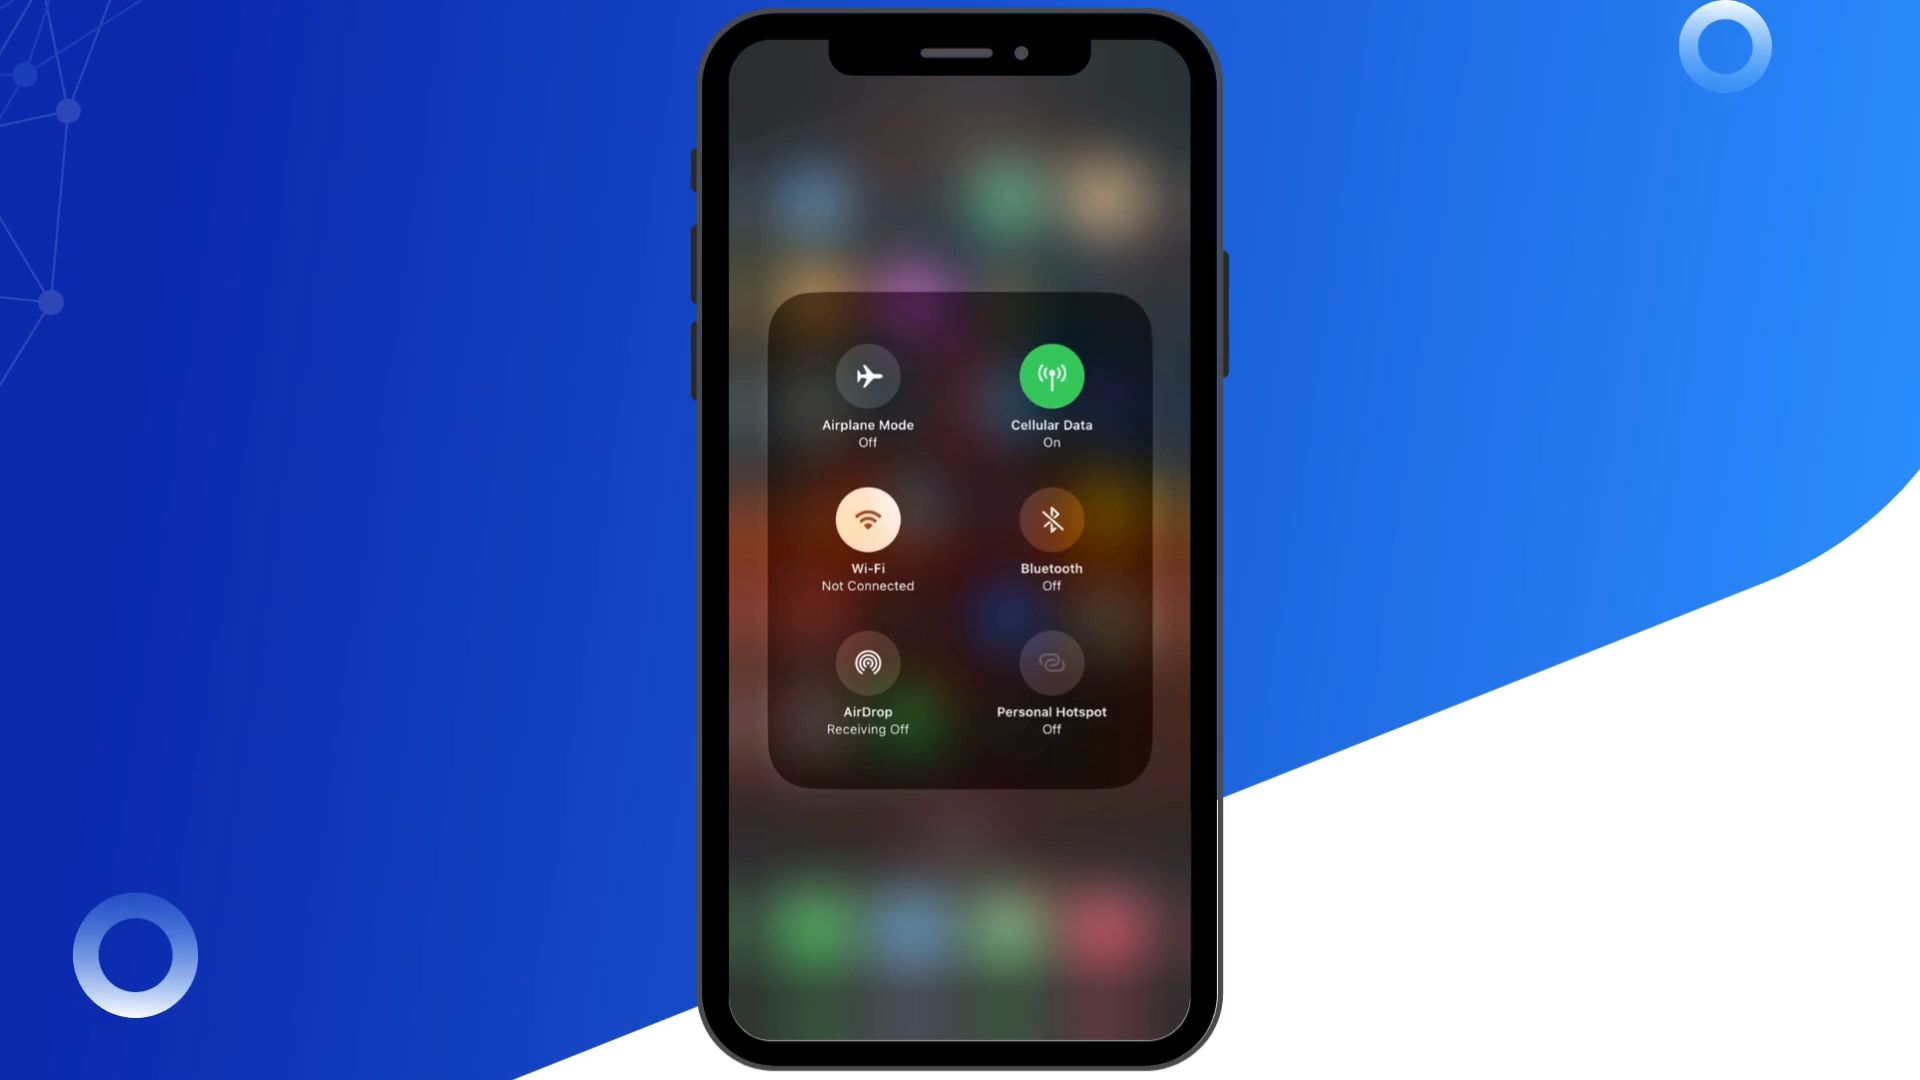 Airplane Mode
Off
Cellular Data
On
Wi-Fi
Not Connected
Bluetooth
Off
AirDrop
Receiving Off
Personal Hotspot
Off